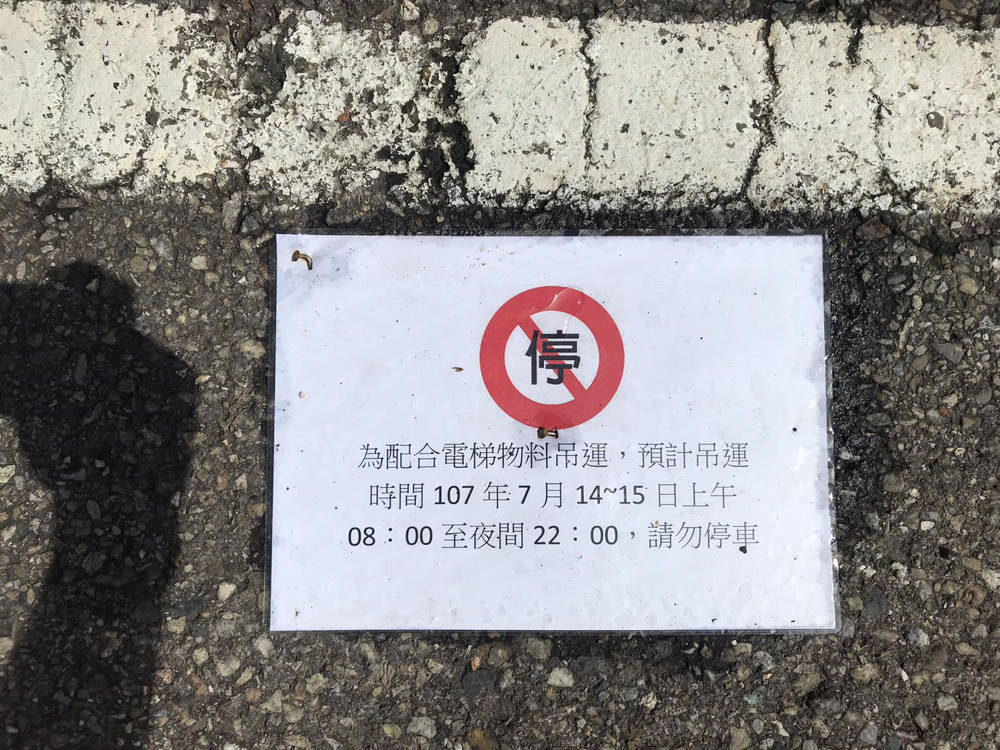 停
為配合電梯物料吊運，預計吊運
時間 107 年 7 月 14~15 日上午
08：00 至夜間 22：00，請勿停車